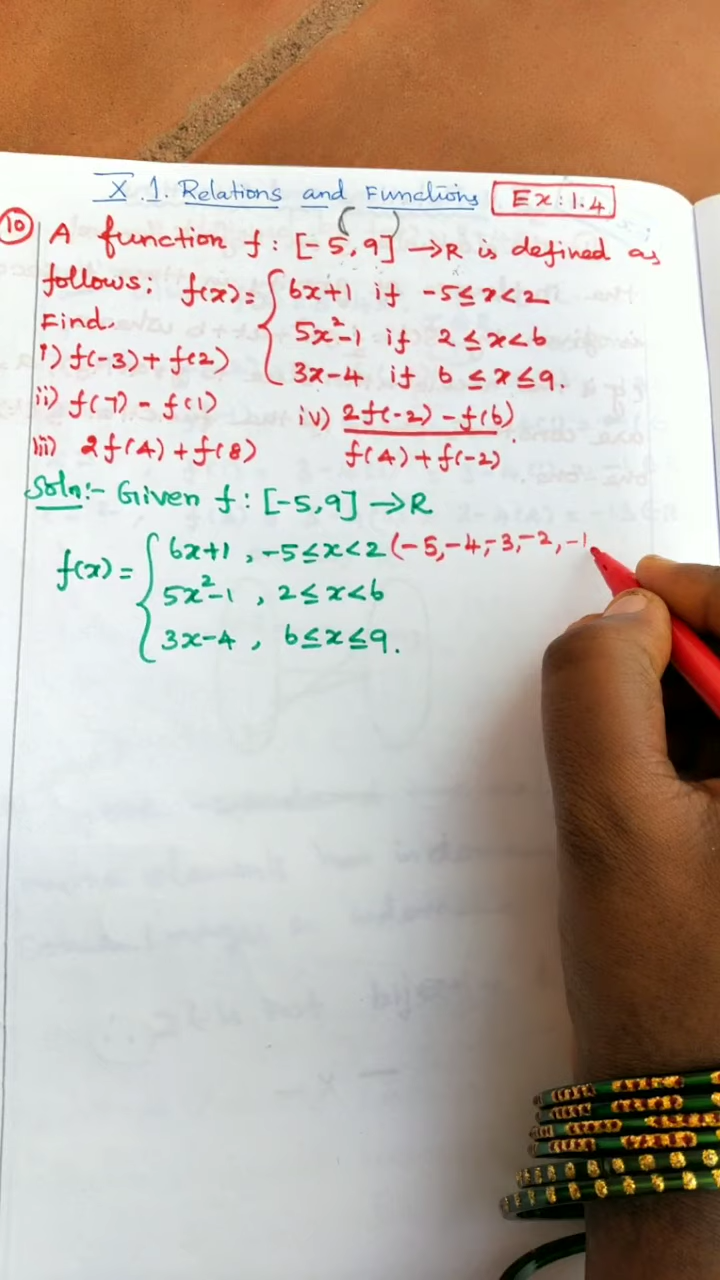 X .1. Relations and Functions Ex:1.4
10 A function f : [-5,9] →R is defined as
follows: f(x)= { 6x+1 if -5≤x<2
Find. 5x²-1 if 2≤x<6
i) f(-3)+f(2) 3x-4 if 6≤x≤9.
ii) f(7) - f(1) iv) 2f(-2) - f(6)
iii) 2f(4)+f(8) f(4)+f(-2)
Soln:- Given f : [-5,9] →R
f(x)= { 6x+1 , -5≤x<2 (-5,-4,-3,-2,-1
5x²-1 , 2≤x<6
3x-4 , 6≤x≤9.